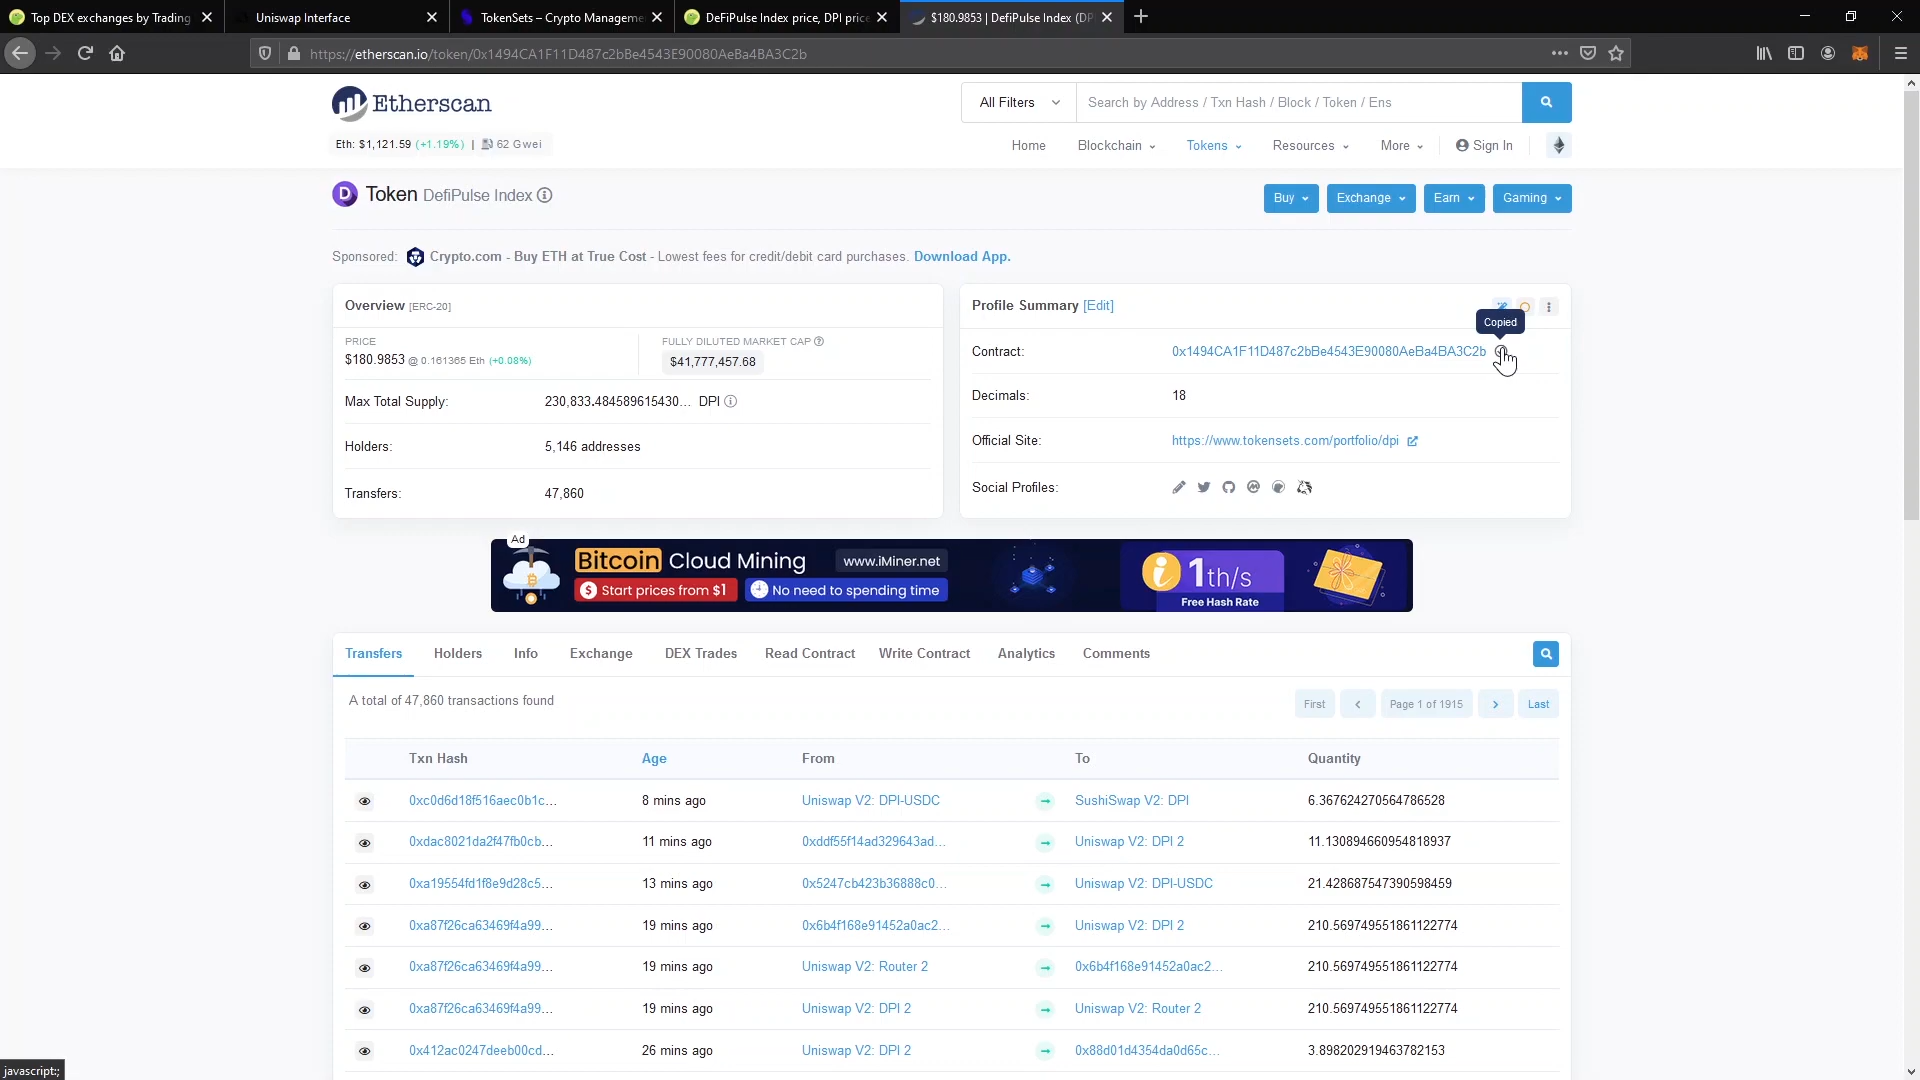 Top DEX exchanges by Trading
Uniswap Interface
TokenSets – Crypto Manageme
DeFiPulse Index price, DPI price
$180.9853 | DefiPulse Index (DP
https://etherscan.io/token/0x1494CA1F11D487c2bBe4543E90080AeBa4BA3C2b
Etherscan
All Filters
Search by Address / Txn Hash / Block / Token / Ens
Eth: $1,121.59 (+1.19%) | 62 Gwei
Home Blockchain Tokens Resources More Sign In
D Token DefiPulse Index
Buy Exchange Earn Gaming
Sponsored: Crypto.com - Buy ETH at True Cost - Lowest fees for credit/debit card purchases. Download App.
Overview [ERC-20]
PRICE
$180.9853 @ 0.161365 Eth (+0.08%)
FULLY DILUTED MARKET CAP
$41,777,457.68
Max Total Supply: 230,833.484589615430... DPI
Holders: 5,146 addresses
Transfers: 47,860
Profile Summary [Edit]
Copied
Contract: 0x1494CA1F11D487c2bBe4543E90080AeBa4BA3C2b
Decimals: 18
Official Site: https://www.tokensets.com/portfolio/dpi
Social Profiles:
Ad
Bitcoin Cloud Mining www.iMiner.net
$ Start prices from $1 No need to spending time
i 1th/s
Free Hash Rate
Transfers Holders Info Exchange DEX Trades Read Contract Write Contract Analytics Comments
A total of 47,860 transactions found
First < Page 1 of 1915 > Last
Txn Hash Age From To Quantity
0xc0d6d18f516aec0b1c... 8 mins ago Uniswap V2: DPI-USDC SushiSwap V2: DPI 6.367624270564786528
0xdac8021da2f47fb0cb... 11 mins ago 0xddf55f14ad329643ad... Uniswap V2: DPI 2 11.130894660954818937
0xa19554fd1f8e9d28c5... 13 mins ago 0x5247cb423b36888c0... Uniswap V2: DPI-USDC 21.428687547390598459
0xa87f26ca63469f4a99... 19 mins ago 0x6b4f168e91452a0ac2... Uniswap V2: DPI 2 210.569749551861122774
0xa87f26ca63469f4a99... 19 mins ago Uniswap V2: Router 2 0x6b4f168e91452a0ac2... 210.569749551861122774
0xa87f26ca63469f4a99... 19 mins ago Uniswap V2: DPI 2 Uniswap V2: Router 2 210.569749551861122774
0x412ac0247deeb00cd... 26 mins ago Uniswap V2: DPI 2 0x88d01d4354da0d65c... 3.898202919463782153
javascript:;